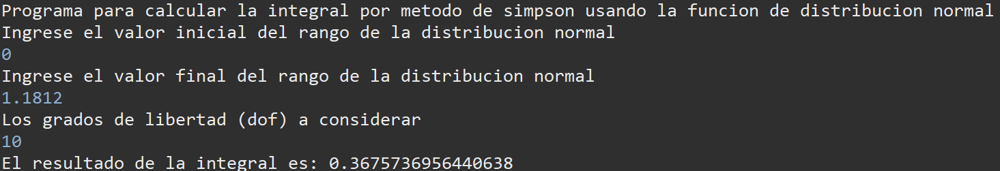 Programa para calcular la integral por metodo de simpson usando la funcion de distribucion normal
Ingrese el valor inicial del rango de la distribucion normal
0
Ingrese el valor final del rango de la distribucion normal
1.1812
Los grados de libertad (dof) a considerar
10
El resultado de la integral es: 0.3675736956440638